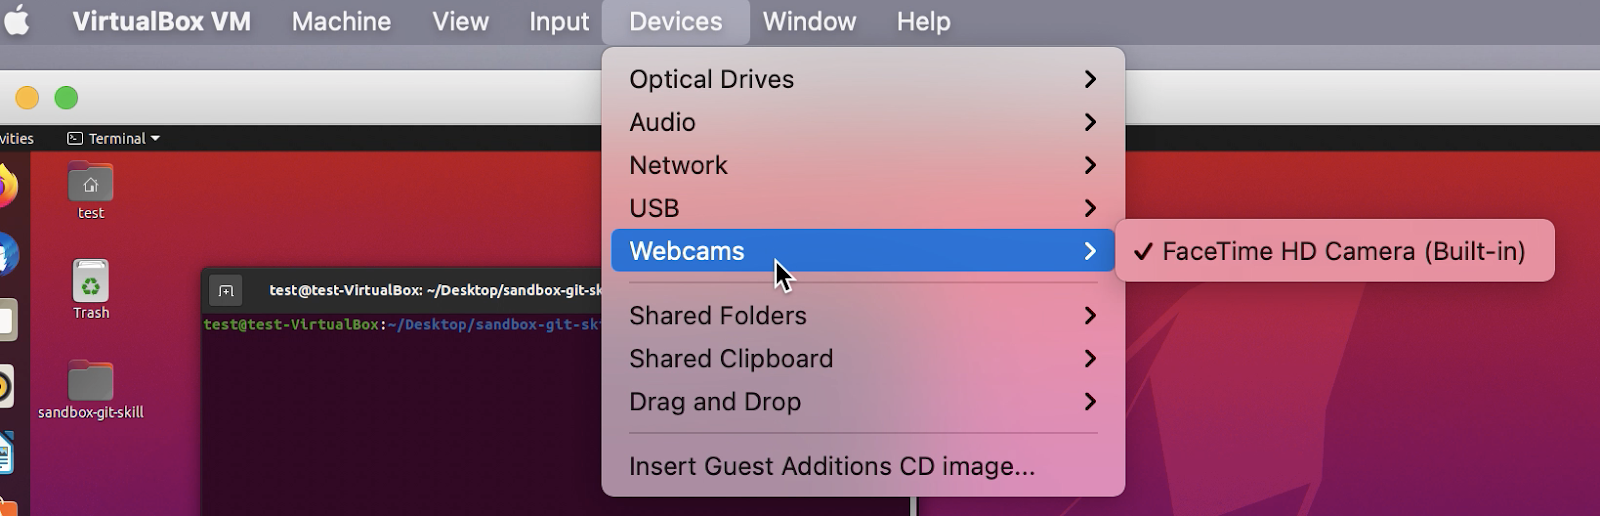 VirtualBox VM Machine View Input Devices Window Help
Optical Drives
vities Terminal
Audio
Network
test
USB
Webcams
FaceTime HD Camera (Built-in)
test@test-VirtualBox: ~/Desktop/sandbox-git-sk
Trash
Shared Folders
test@test-VirtualBox:~/Desktop/sandbox-git-sk
Shared Clipboard
Drag and Drop
sandbox-git-skill
Insert Guest Additions CD image...